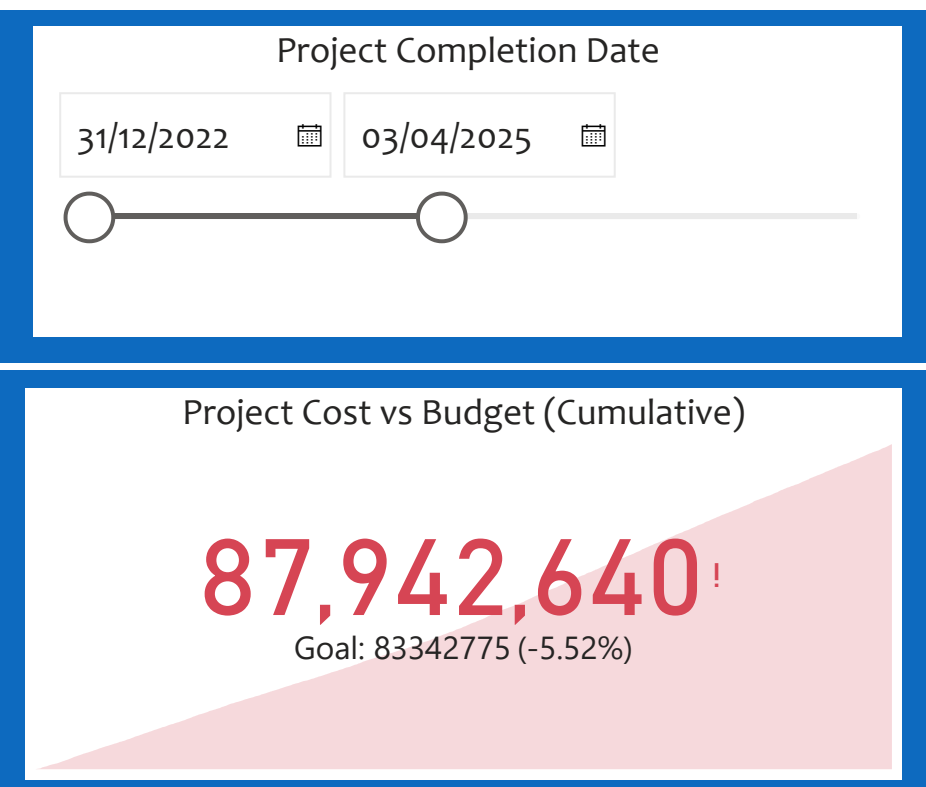 Project Completion Date
31/12/2022 03/04/2025
Project Cost vs Budget (Cumulative)
87,942,640!
Goal: 83342775 (-5.52%)